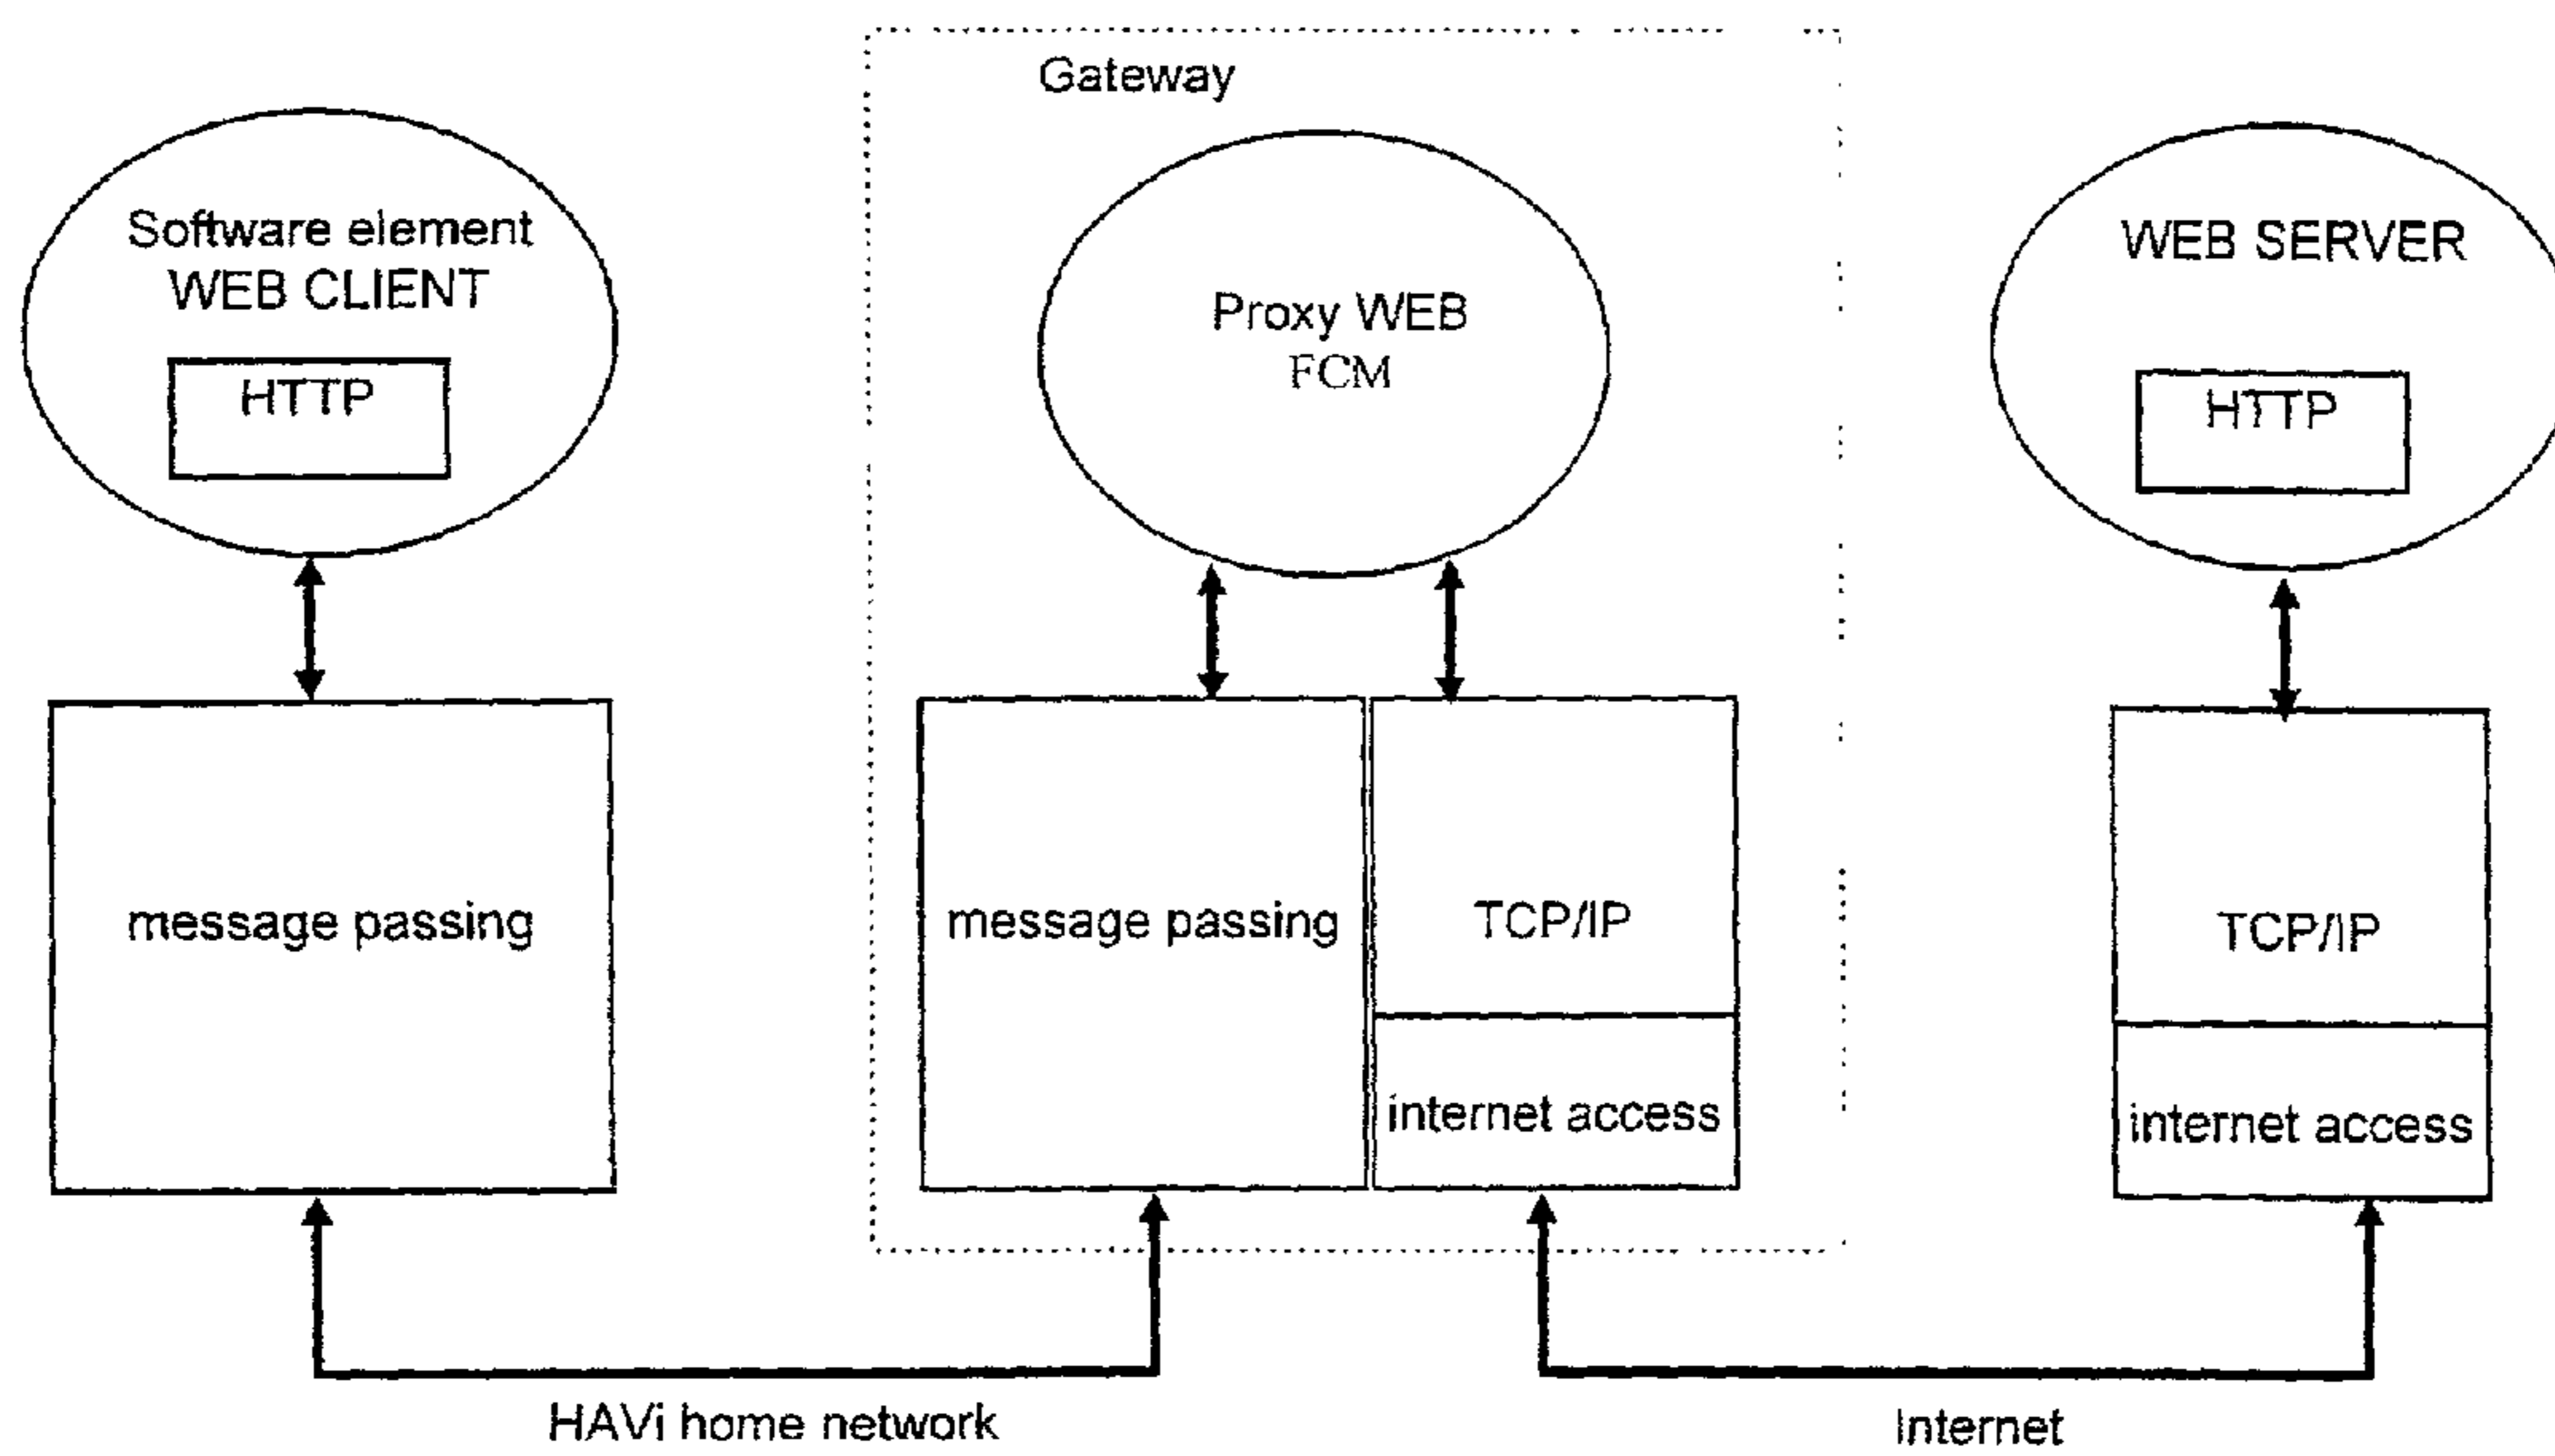 Gateway
Software element
WEB CLIENT
HTTP
Proxy WEB
FCM
WEB SERVER
HTTP
message passing
message passing
TCP/IP
internet access
TCP/IP
internet access
HAVi home network
Internet